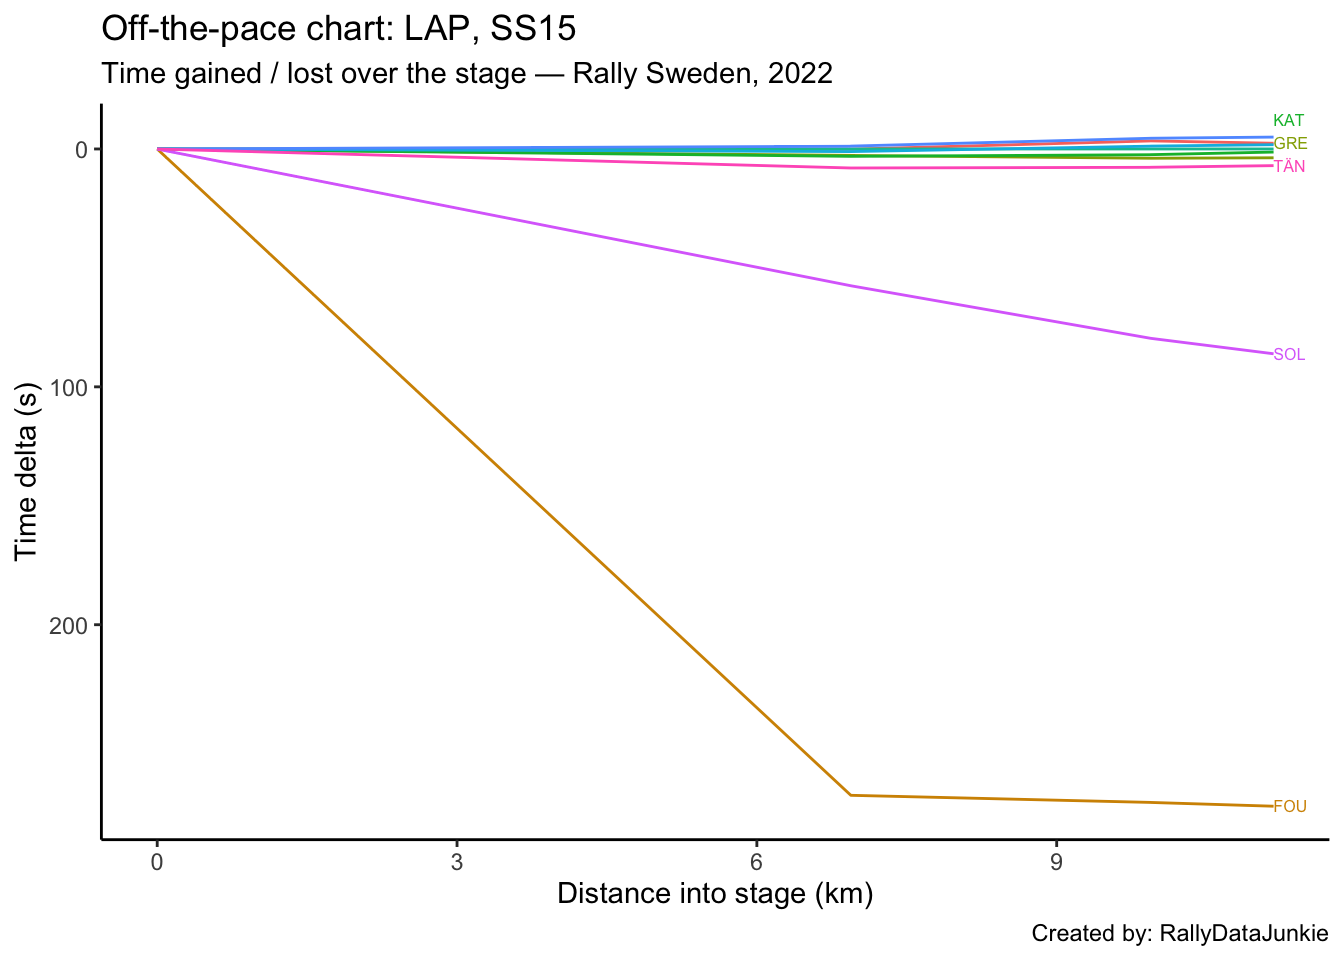 Off-the-pace chart: LAP, SS15
Time gained / lost over the stage — Rally Sweden, 2022
KAT
0
GRE
TÄN
SOL
100
Time delta (s)
200
FOU
0 3 6 9
Distance into stage (km)
Created by: RallyDataJunkie